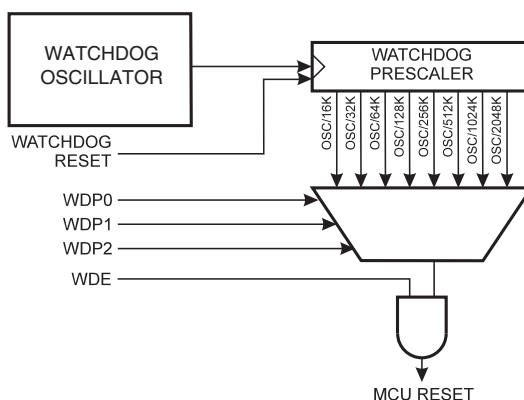 WATCHDOG
OSCILLATOR
WATCHDOG
PRESCALER
WATCHDOG
RESET
OSC/16K
OSC/32K
OSC/64K
OSC/128K
OSC/256K
OSC/512K
OSC/1024K
OSC/2048K
WDP0
WDP1
WDP2
WDE
MCU RESET